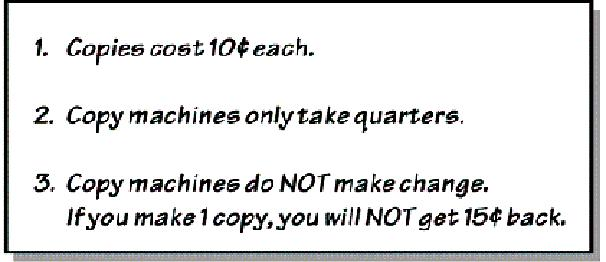 1. Copies cost 10¢ each.
2. Copy machines only take quarters.
3. Copy machines do NOT make change.
If you make 1 copy, you will NOT get 15¢ back.